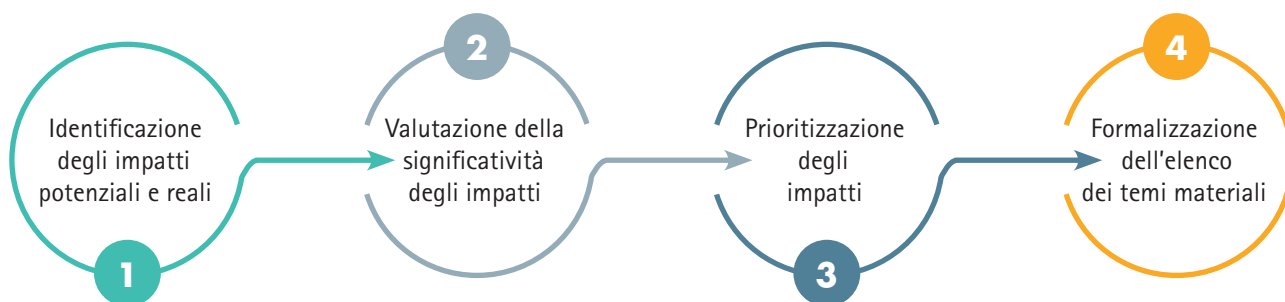 1
Identificazione
degli impatti
potenziali e reali
2
Valutazione della
significatività
degli impatti
3
Prioritizzazione
degli
impatti
4
Formalizzazione
dell'elenco
dei temi materiali